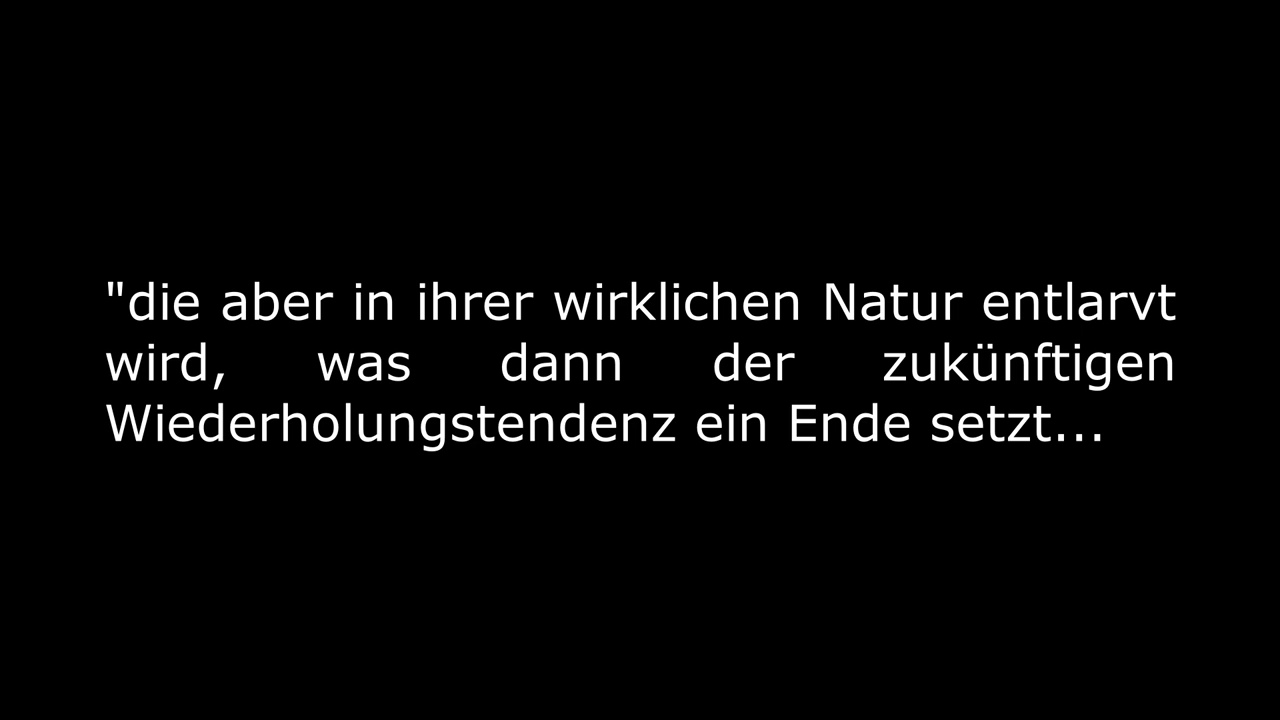 "die aber in ihrer wirklichen Natur entlarvt
wird, was dann der zukünftigen
Wiederholungstendenz ein Ende setzt...